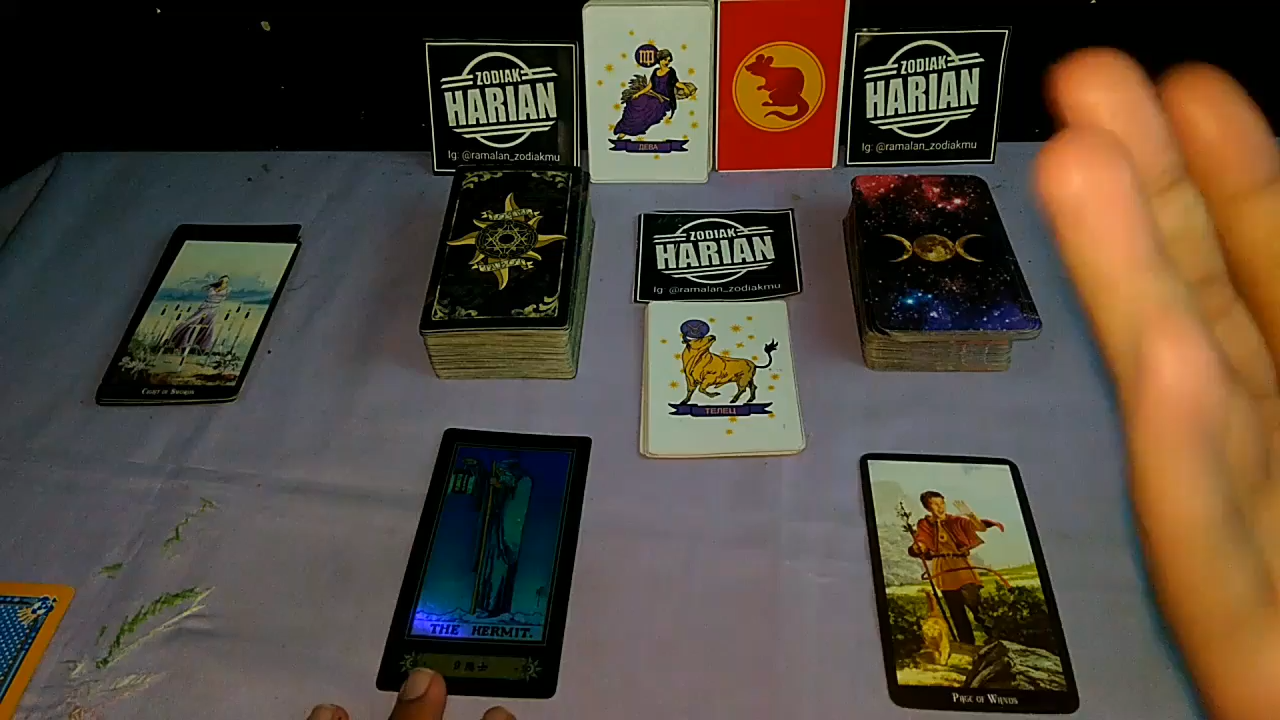 ZODIAK
HARIAN
Ig: @ramalan_zodiakmu
ДЕВА
ZODIAK
HARIAN
Ig: @ramalan_zodiakmu
ZODIAK
HARIAN
Ig: @ramalan_zodiakmu
ТЕЛЕЦ
THE HERMIT.
PAGE OF WANDS